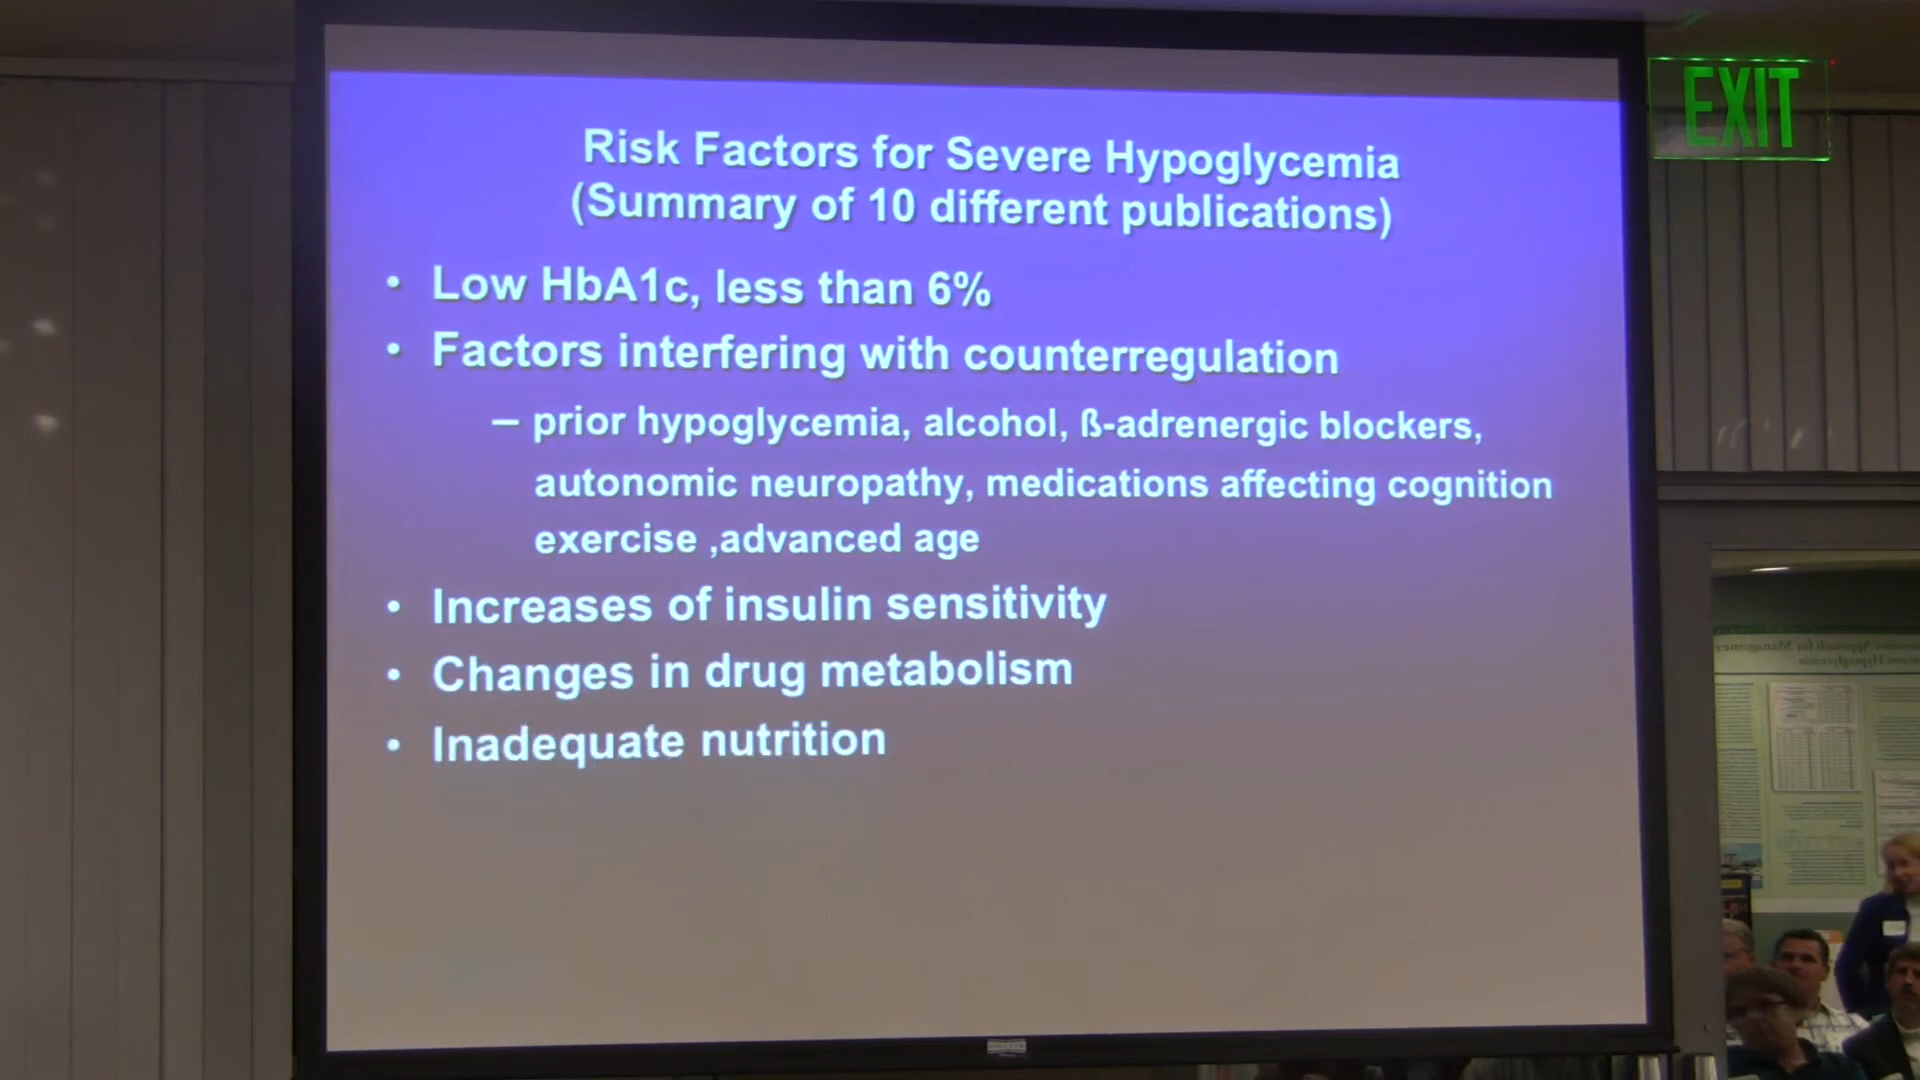 Risk Factors for Severe Hypoglycemia
(Summary of 10 different publications)
• Low HbA1c, less than 6%
• Factors interfering with counterregulation
– prior hypoglycemia, alcohol, ß-adrenergic blockers,
autonomic neuropathy, medications affecting cognition
exercise ,advanced age
• Increases of insulin sensitivity
• Changes in drug metabolism
• Inadequate nutrition
EXIT